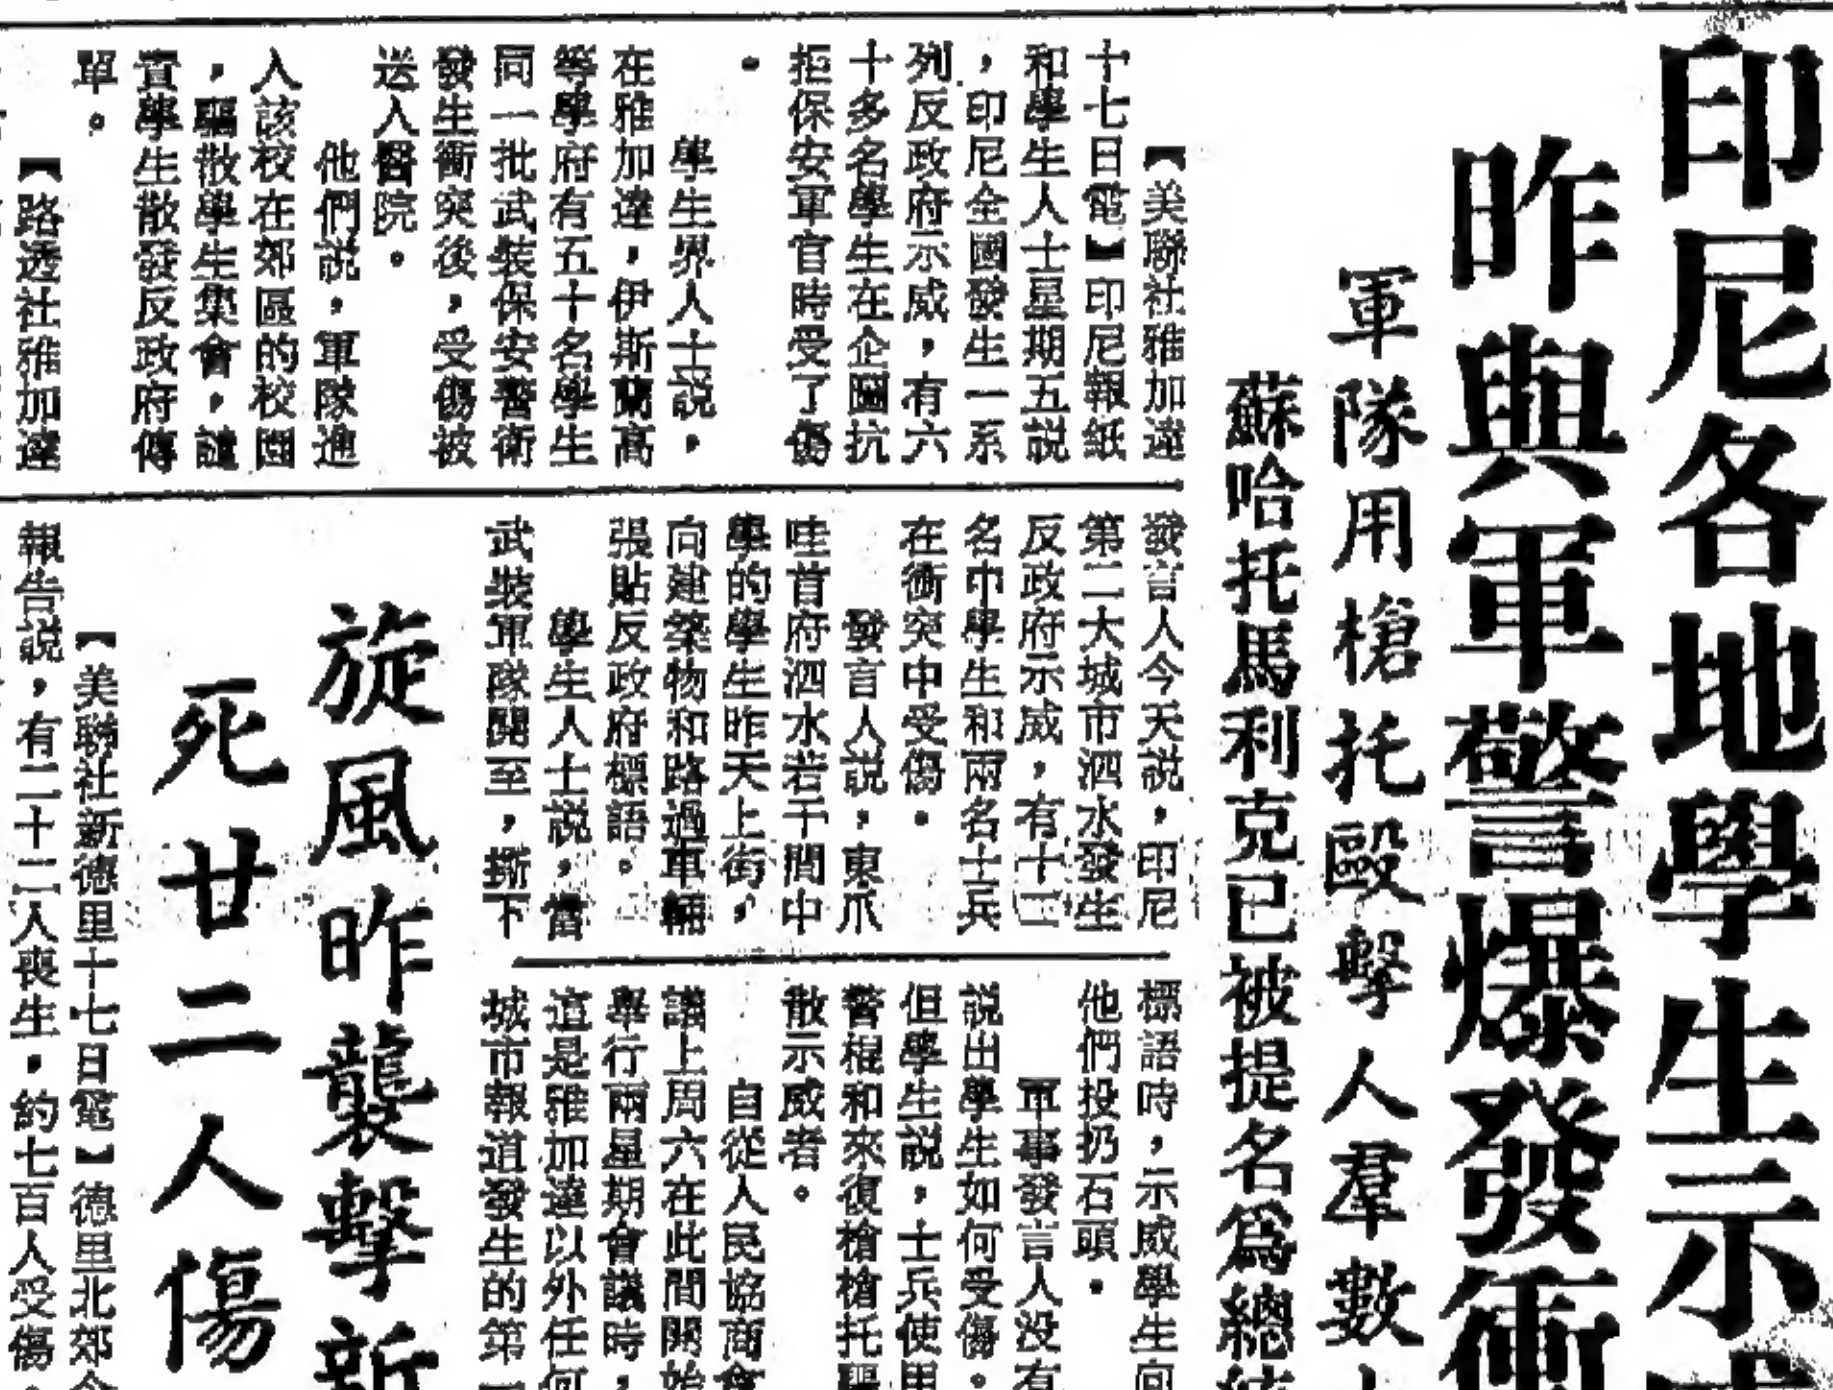 印尼各地學生示威
昨與軍警爆發衝
軍隊用槍托毆擊人羣數
蘇哈托馬利克已被提名爲總統
【美聯社雅加達
十七日電】印尼報紙
和學生人士星期五説
，印尼全國發生一系
列反政府示威，有六
十多名學生在企圖抗
拒保安軍官時受了傷
。
學生界人士説，
在雅加達，伊斯蘭高
等學府有五十名學生
同一批武裝保安警衛
發生衝突後，受傷被
送入醫院。
他們説，軍隊進
入該校在郊區的校園
，驅散學生集會，譴
責學生散發反政府傳
單。
【路透社雅加達
發言人今天説，印尼
第二大城市泗水發生
反政府示威，有十二
名中學生和兩名士兵
在衝突中受傷。
發言人説，東爪
哇首府泗水若干間中
學的學生昨天上街，
向建築物和路過車輛
張貼反政府標語。
學生人士説，當
武裝軍隊開至，撕下
標語時，示威學生向
他們投扔石頭。
軍事發言人没有
説出學生如何受傷。
但學生説，士兵使用
警棍和來復槍槍托驅
散示威者。
自從人民協商會
議上周六在此間開始
舉行兩星期會議時，
這是雅加達以外任何
城市報道發生的第一
旋風昨襲擊新
死廿二人傷
【美聯社新德里十七日電】德里北郊今
報告説，有二十二人喪生，約七百人受傷。